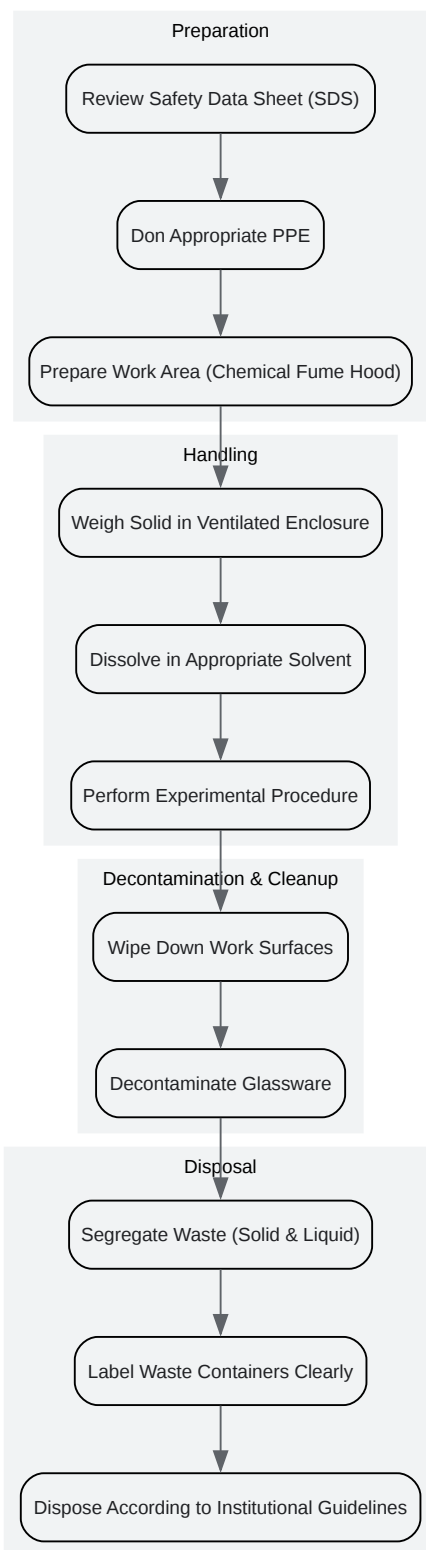 Preparation
Review Safety Data Sheet (SDS)
Don Appropriate PPE
Prepare Work Area (Chemical Fume Hood)
Handling
Weigh Solid in Ventilated Enclosure
Dissolve in Appropriate Solvent
Perform Experimental Procedure
Decontamination & Cleanup
Wipe Down Work Surfaces
Decontaminate Glassware
Disposal
Segregate Waste (Solid & Liquid)
Label Waste Containers Clearly
Dispose According to Institutional Guidelines